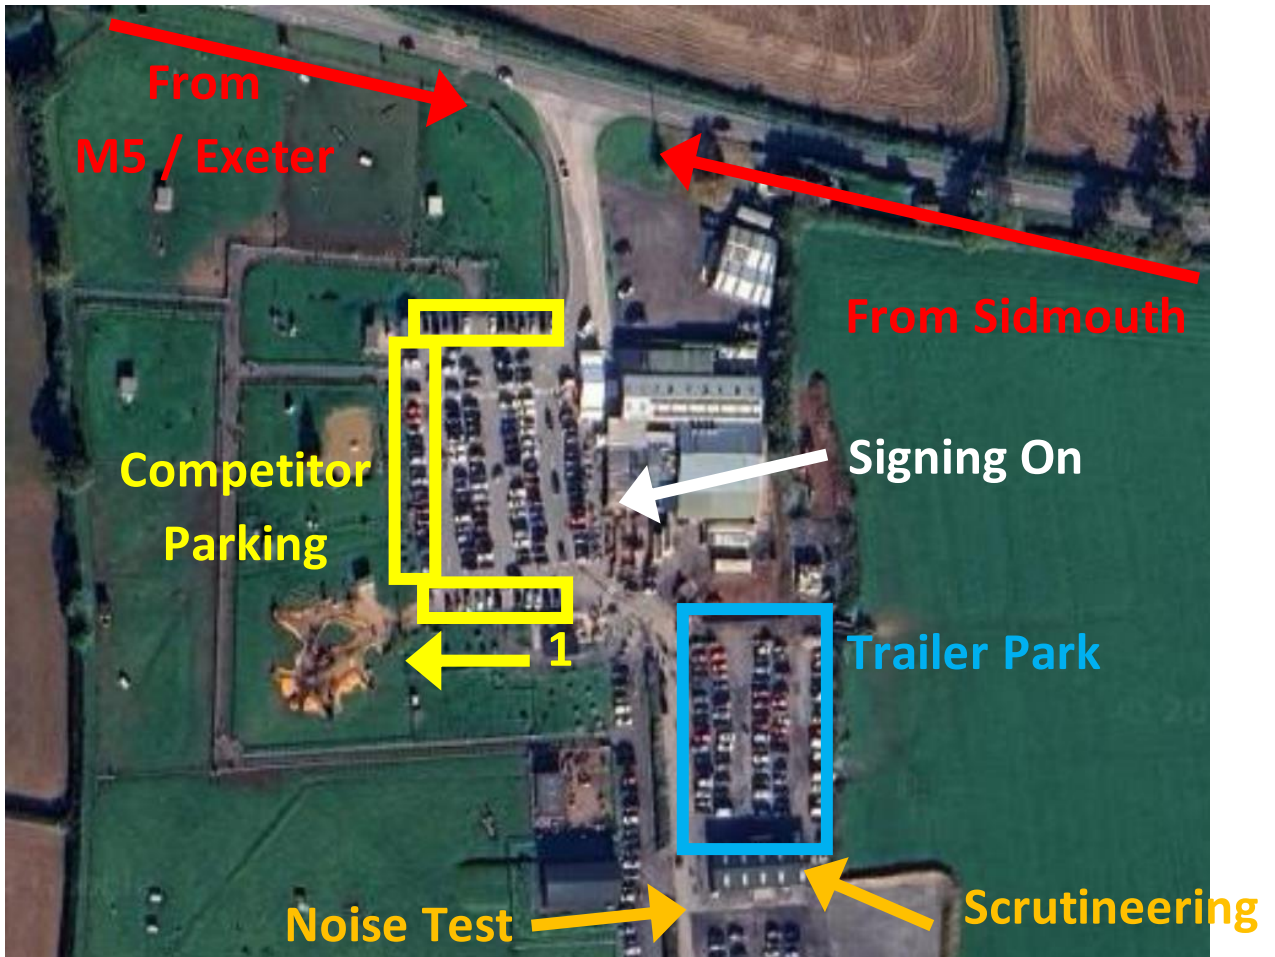 From
M5 / Exeter
From Sidmouth
Competitor
Parking
Signing On
1
Trailer Park
Noise Test
Scrutineering